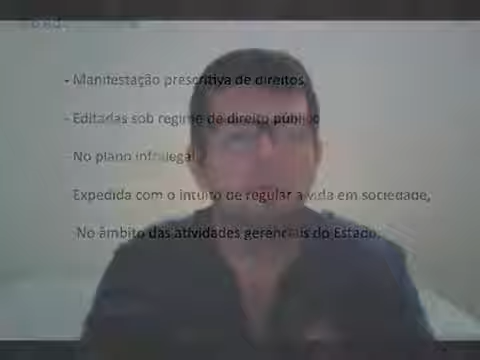 - Manifestação prescritiva de direitos,
- Editadas sob regime de direito público
- No plano infralegal
Expedida com o intuito de regular a vida em sociedade,
No âmbito das atividades gerenciais do Estado.